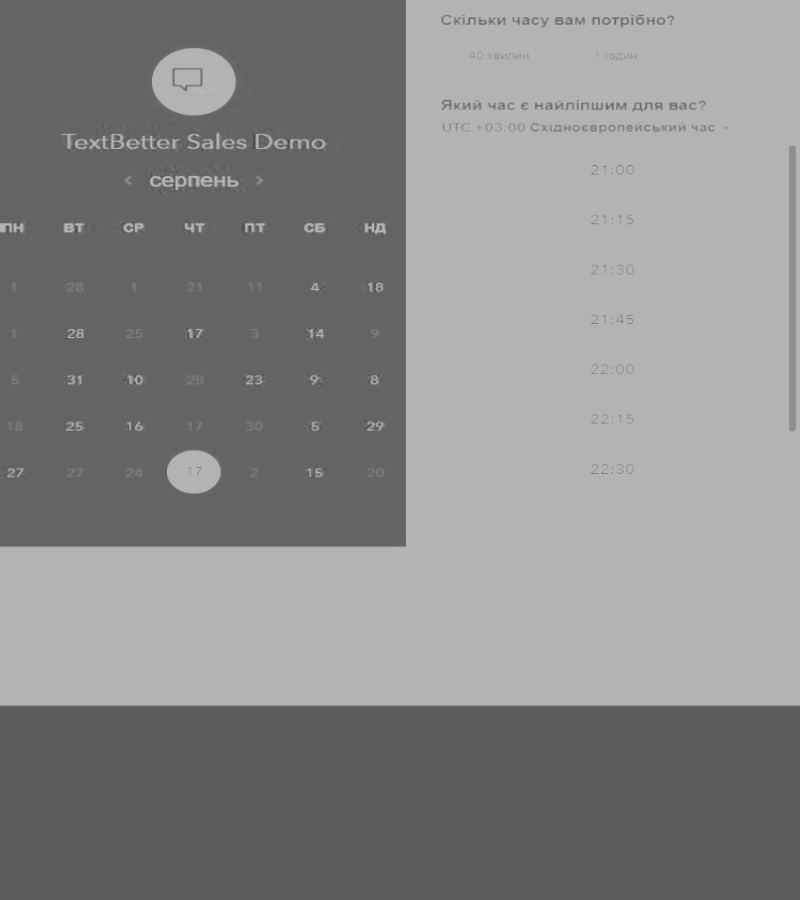 TextBetter Sales Demo
‹ серпень ›
ПН ВТ СР ЧТ ПТ СБ НД
1 28 1 21 11 4 18
1 28 25 17 3 14 9
5 31 10 28 23 9 8
18 25 16 17 30 5 29
27 27 24 17 2 15 20
Скільки часу вам потрібно?
40 хвилин 1 годин
Який час є найліпшим для вас?
UTC +03:00 Східноєвропейський час
21:00
21:15
21:30
21:45
22:00
22:15
22:30